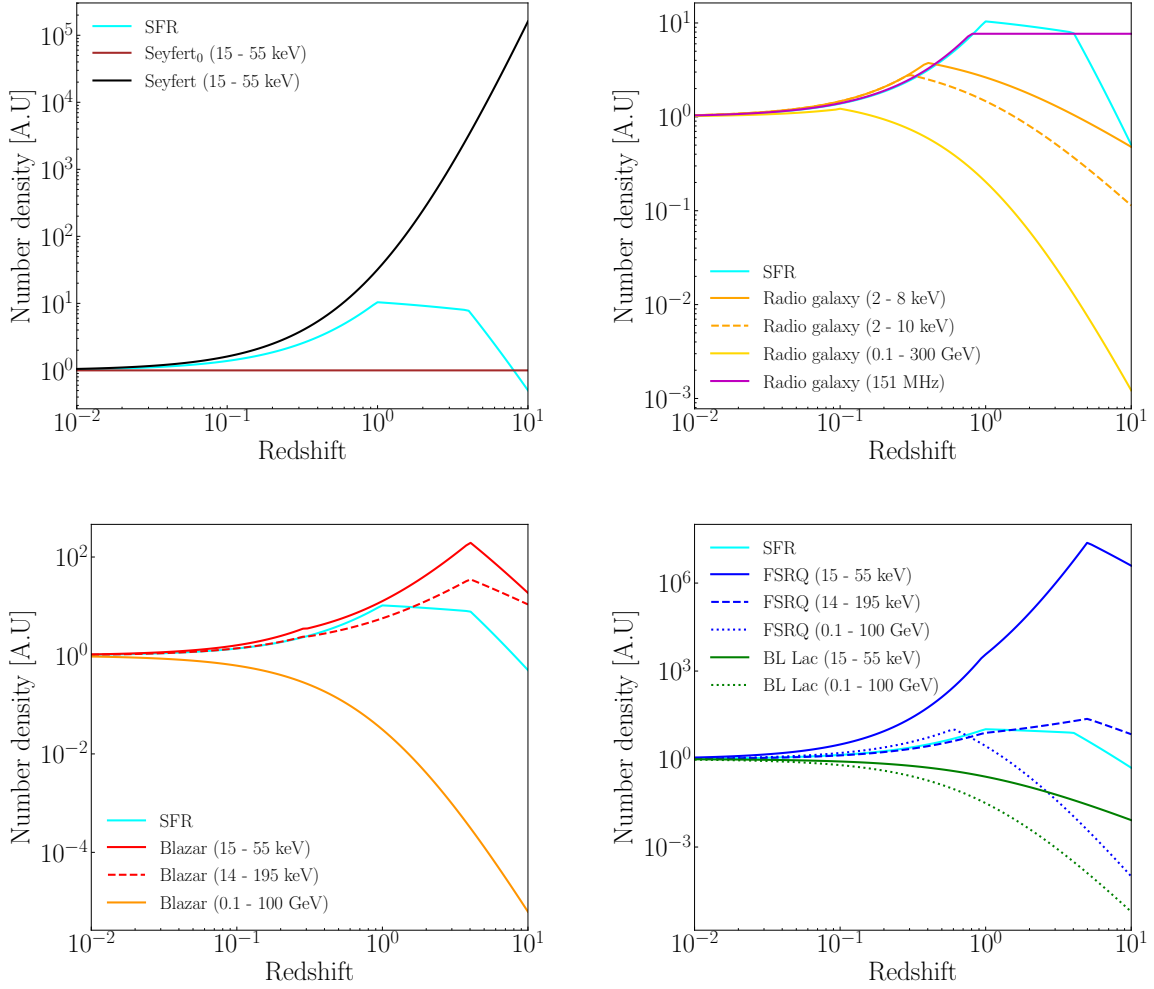 Number density [A.U]
10^5
10^4
10^3
10^2
10^1
10^0
SFR
Seyfert₀ (15 - 55 keV)
Seyfert (15 - 55 keV)
10^-2
10^-1
10^0
10^1
Redshift
Number density [A.U]
10^1
10^0
10^-1
10^-2
10^-3
SFR
Radio galaxy (2 - 8 keV)
Radio galaxy (2 - 10 keV)
Radio galaxy (0.1 - 300 GeV)
Radio galaxy (151 MHz)
10^-2
10^-1
10^0
10^1
Redshift
Number density [A.U]
10^2
10^0
10^-2
10^-4
SFR
Blazar (15 - 55 keV)
Blazar (14 - 195 keV)
Blazar (0.1 - 100 GeV)
10^-2
10^-1
10^0
10^1
Redshift
Number density [A.U]
10^6
10^3
10^0
10^-3
SFR
FSRQ (15 - 55 keV)
FSRQ (14 - 195 keV)
FSRQ (0.1 - 100 GeV)
BL Lac (15 - 55 keV)
BL Lac (0.1 - 100 GeV)
10^-2
10^-1
10^0
10^1
Redshift